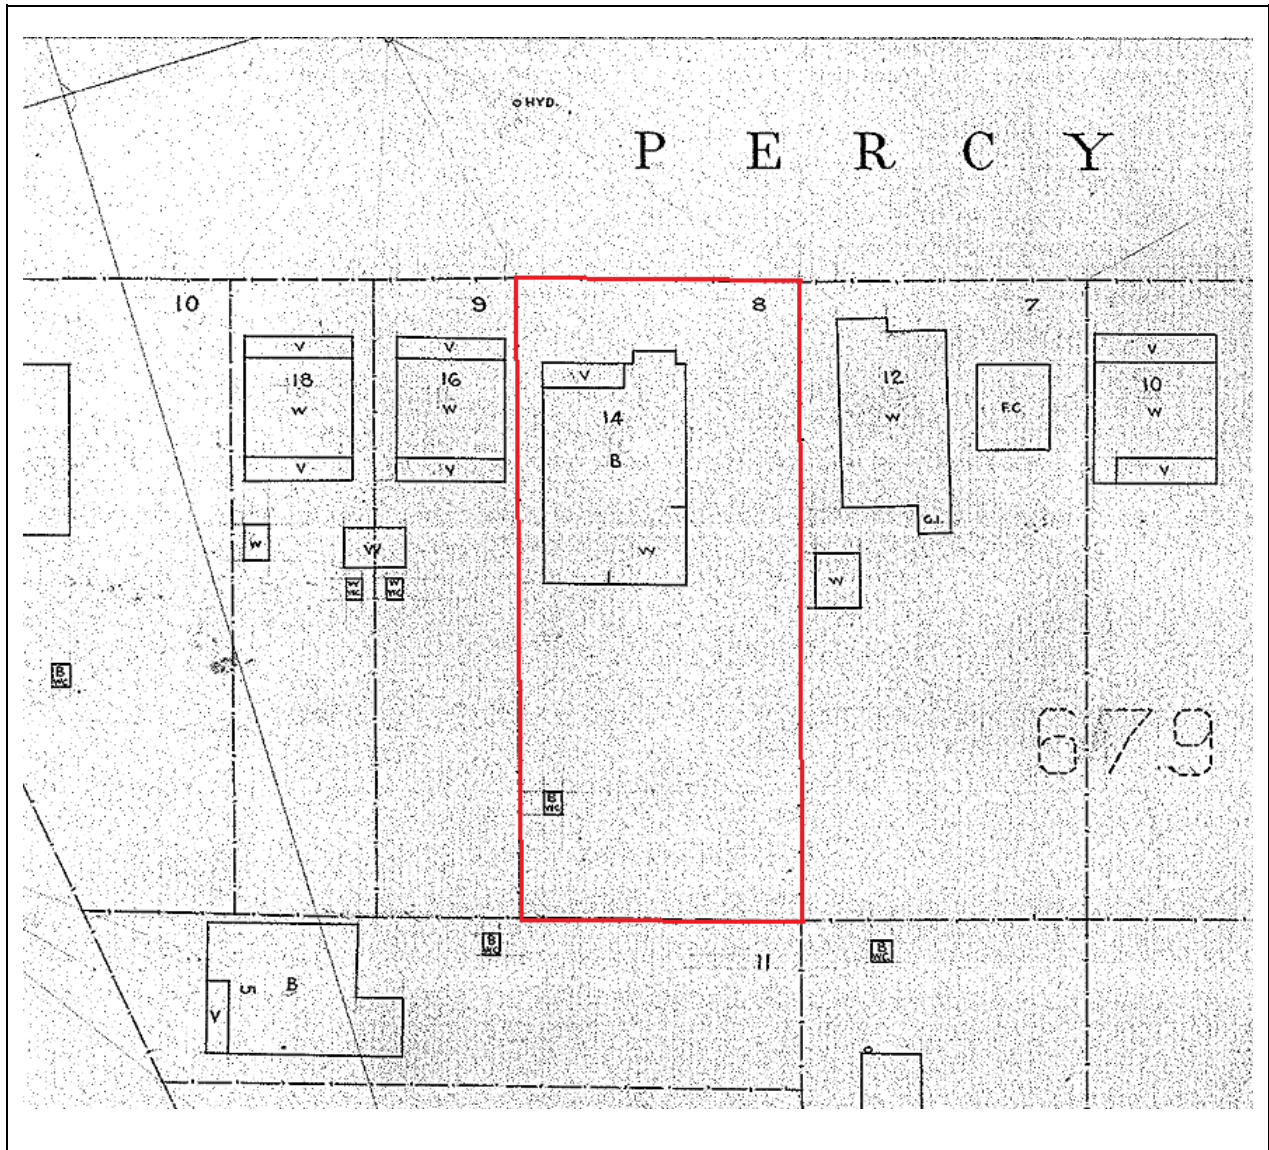 HYD.
P E R C Y
10 9 8 7
V V V V
18 16 14 12 10
W W B W F.C. W
V V V
G.I.
W W W W
W WC W WC
B WC
679
B WC
B WC 11 B WC
5 B
V